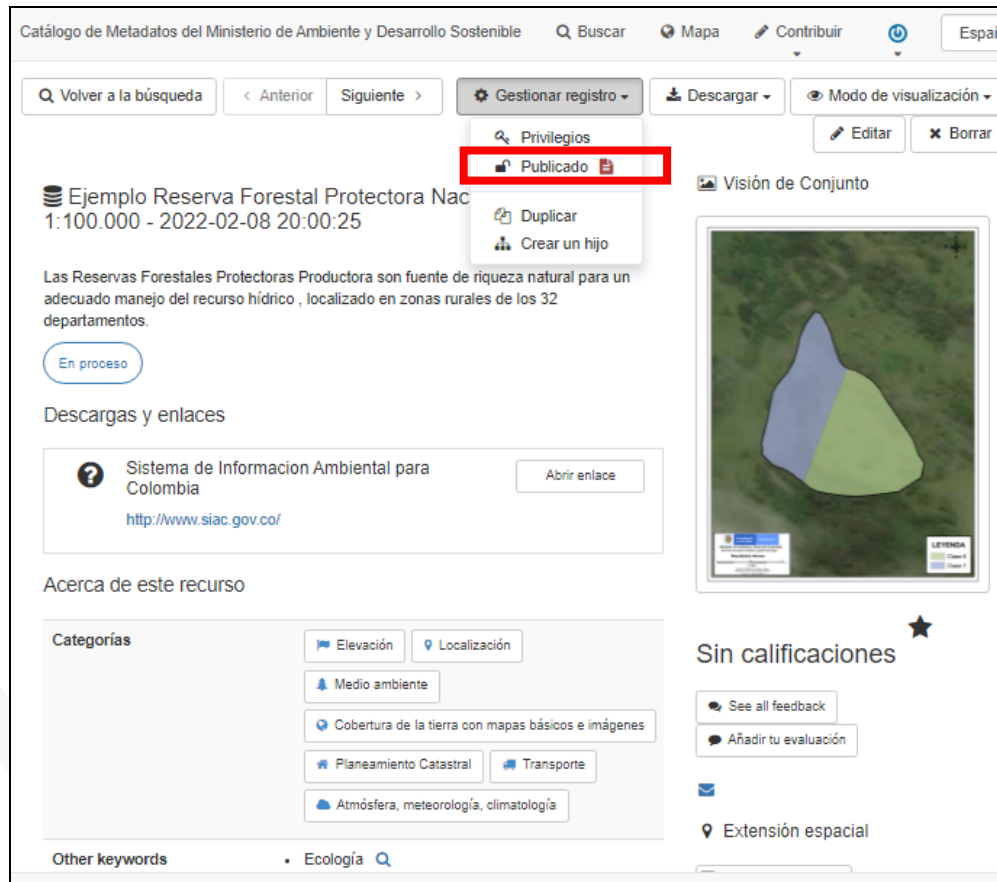 Catálogo de Metadatos del Ministerio de Ambiente y Desarrollo Sostenible Buscar Mapa Contribuir Españ
Volver a la búsqueda Anterior Siguiente Gestionar registro Descargar Modo de visualización
Privilegios
Publicado
Duplicar
Crear un hijo
Editar Borrar
Ejemplo Reserva Forestal Protectora Nac
1:100.000 - 2022-02-08 20:00:25
Las Reservas Forestales Protectoras Productora son fuente de riqueza natural para un
adecuado manejo del recurso hídrico , localizado en zonas rurales de los 32
departamentos.
En proceso
Descargas y enlaces
Sistema de Informacion Ambiental para
Colombia
Abrir enlace
http://www.siac.gov.co/
Acerca de este recurso
Categorías
Elevación Localización
Medio ambiente
Cobertura de la tierra con mapas básicos e imágenes
Planeamiento Catastral Transporte
Atmósfera, meteorología, climatología
Other keywords • Ecología
Visión de Conjunto
LEYENDA
Sin calificaciones
See all feedback
Añadir tu evaluación
Extensión espacial